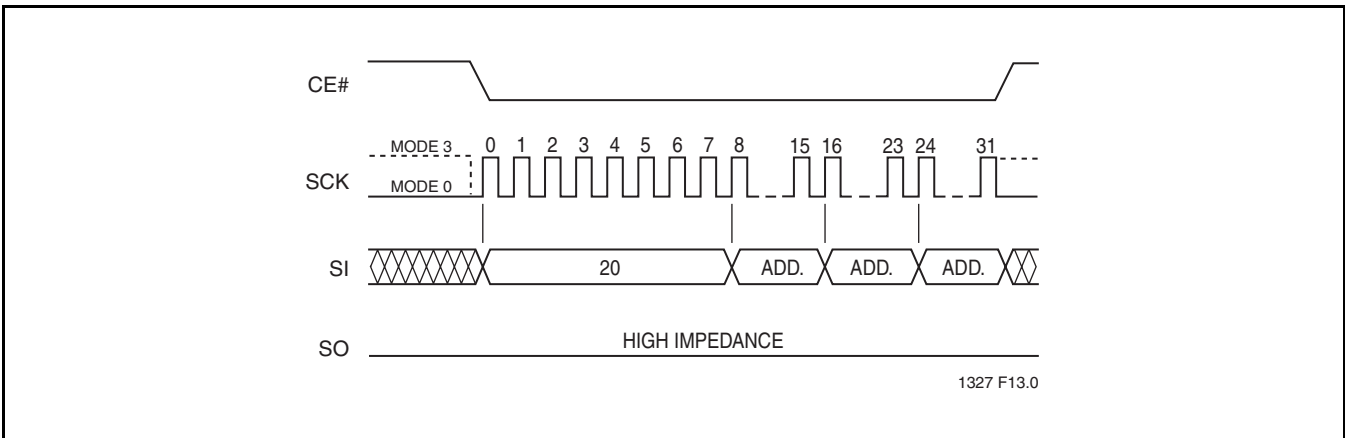 CE#
MODE 3 0 1 2 3 4 5 6 7 8 15 16 23 24 31
SCK
MODE 0
SI 20 ADD. ADD. ADD.
SO HIGH IMPEDANCE
1327 F13.0